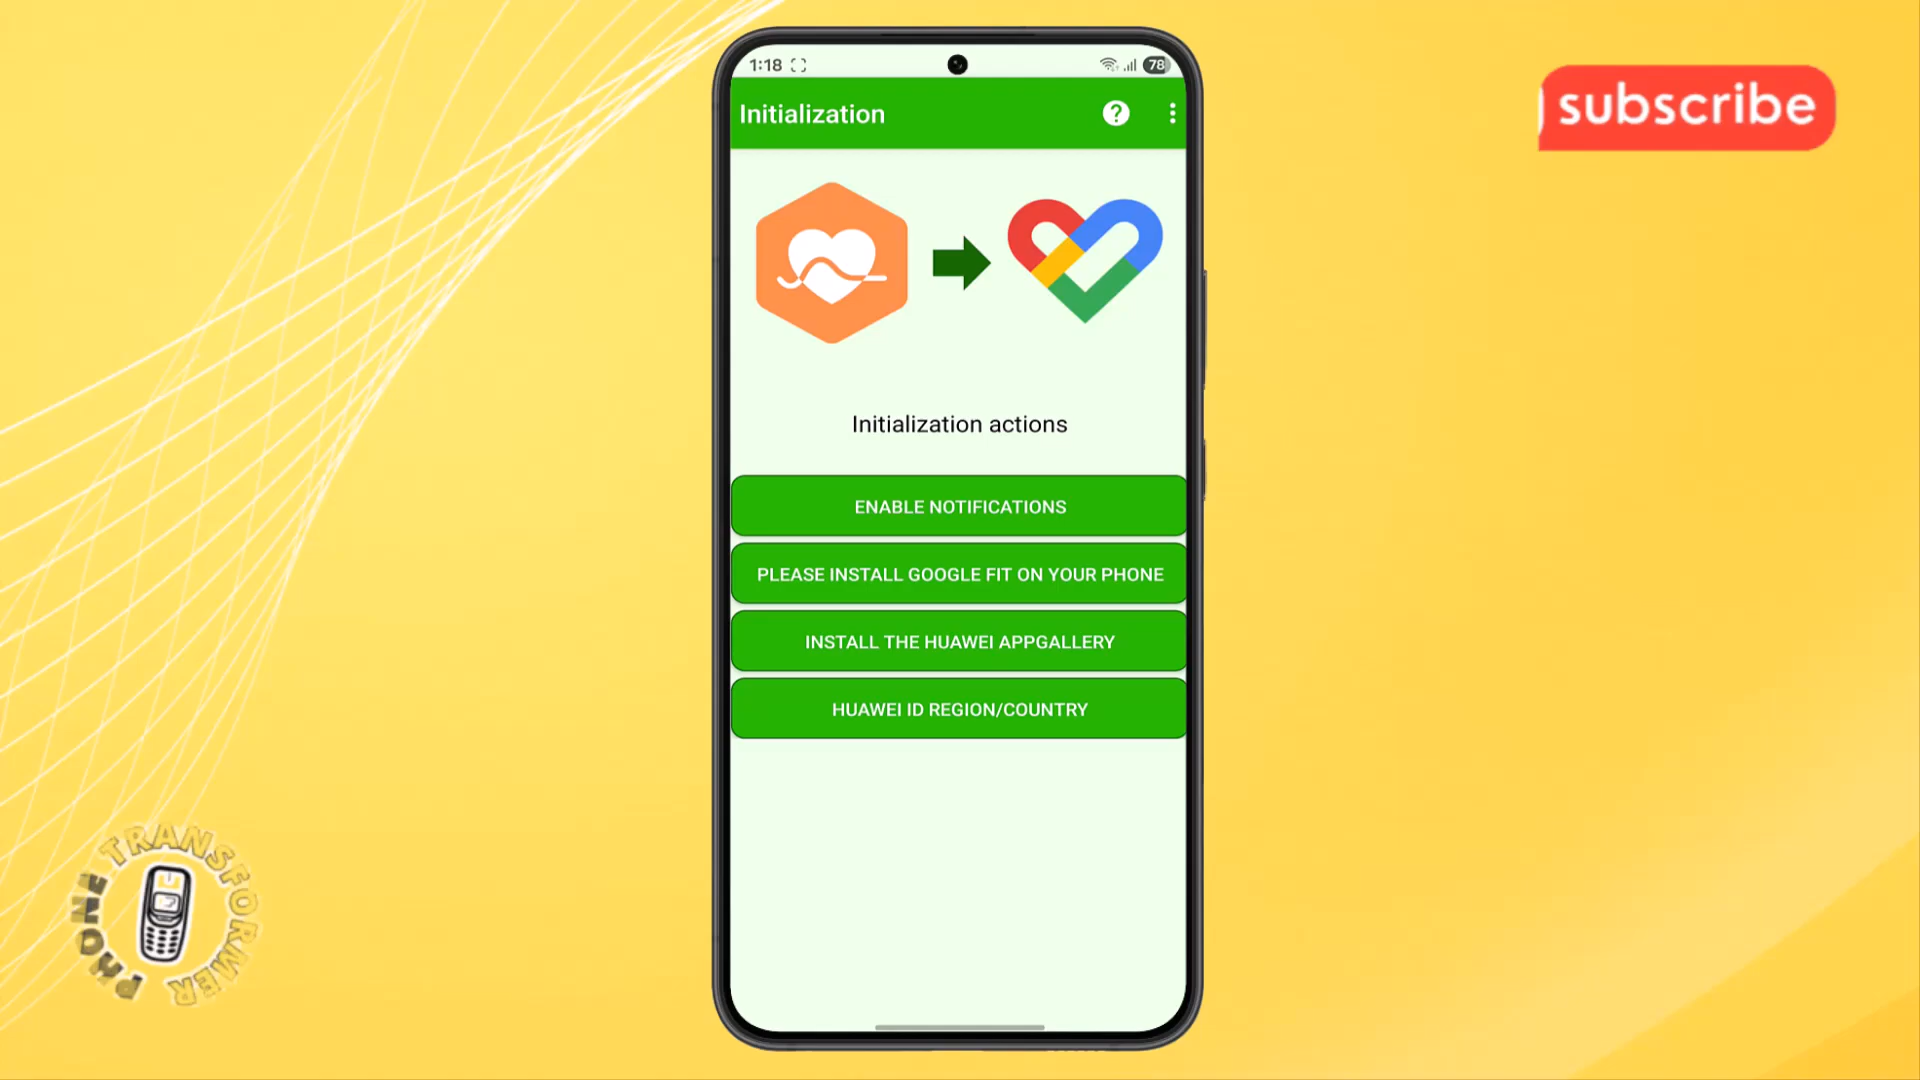 1:18
78
Initialization
?
subscribe
Initialization actions
ENABLE NOTIFICATIONS
PLEASE INSTALL GOOGLE FIT ON YOUR PHONE
INSTALL THE HUAWEI APPGALLERY
HUAWEI ID REGION/COUNTRY
PHONE TRANSFORMER